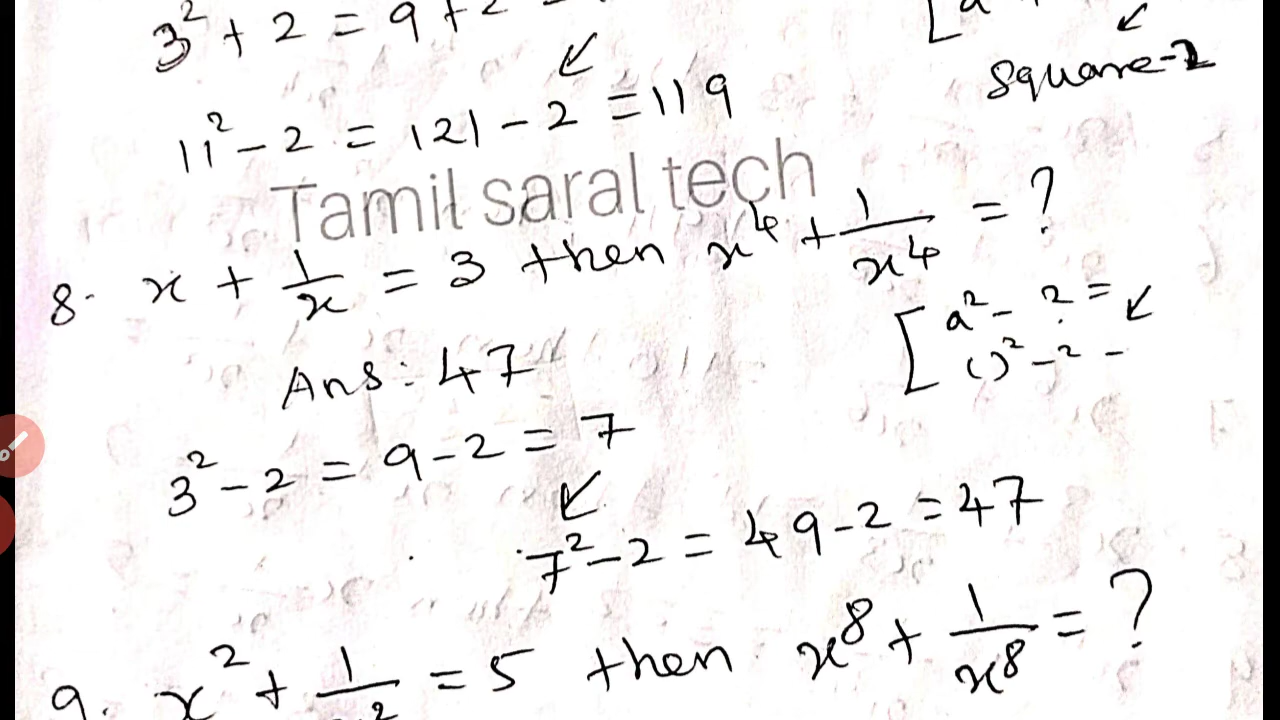 3² + 2 = 9 + 2
[a
Square-2
11² - 2 = 121 - 2 = 119
Tamil saral tech
8. x + 1/x = 3 then x⁴ + 1/x⁴ = ?
[a² - 2 =
Ans: 47
()² - 2 -
3² - 2 = 9 - 2 = 7
7² - 2 = 49 - 2 = 47
9. x² + 1/x² = 5 then x⁸ + 1/x⁸ = ?